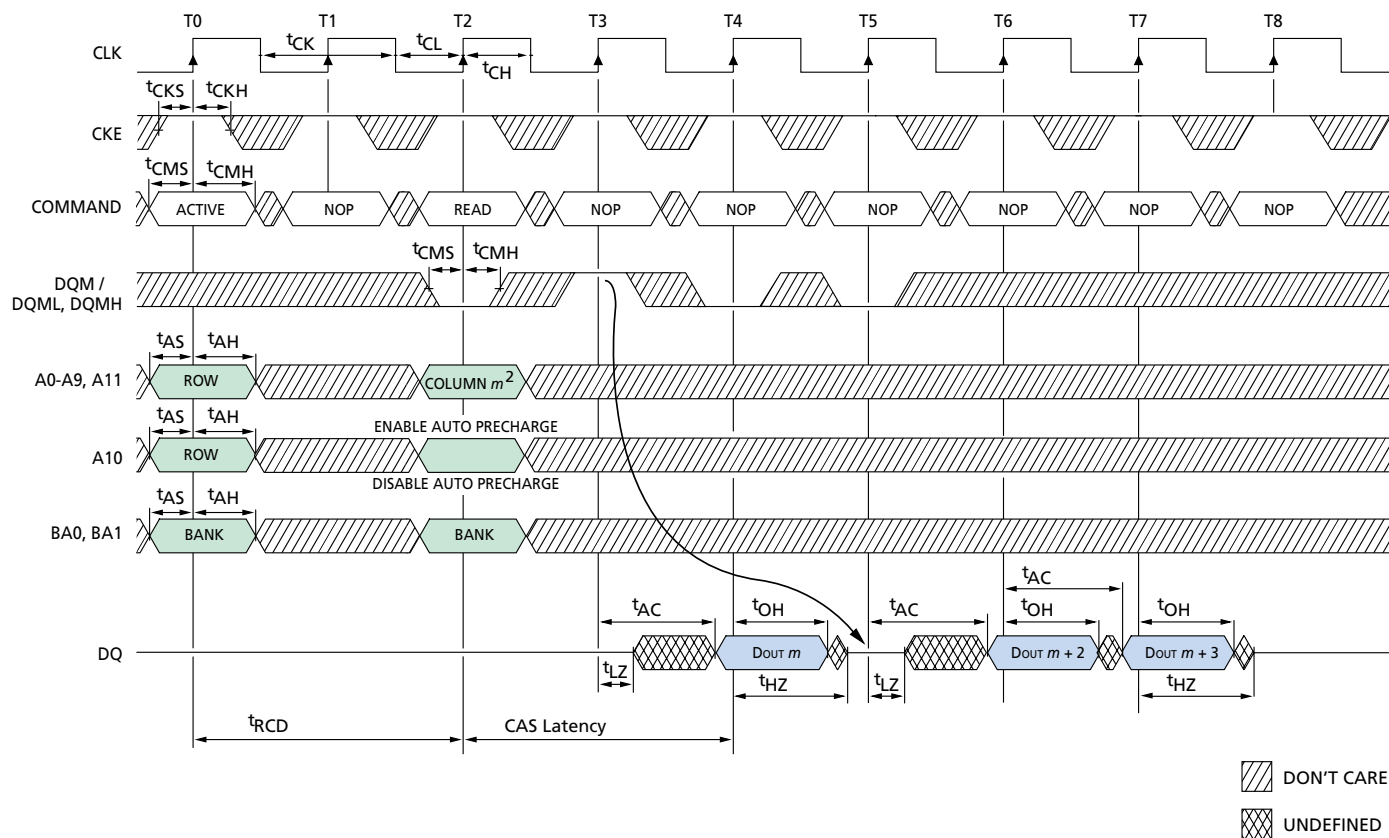 T0 T1 T2 T3 T4 T5 T6 T7 T8
CLK
tCK tCL
tCH
tCKS tCKH
CKE
tCMS tCMH
COMMAND ACTIVE NOP READ NOP NOP NOP NOP NOP NOP
tCMS tCMH
DQM /
DQML, DQMH
tAS tAH
A0-A9, A11 ROW COLUMN m2
tAS tAH
ENABLE AUTO PRECHARGE
A10 ROW
DISABLE AUTO PRECHARGE
tAS tAH
BA0, BA1 BANK BANK
tAC
tAC tOH tAC tOH tOH
DQ DOUT m DOUT m + 2 DOUT m + 3
tLZ tHZ tLZ tHZ
tRCD CAS Latency
DON'T CARE
UNDEFINED